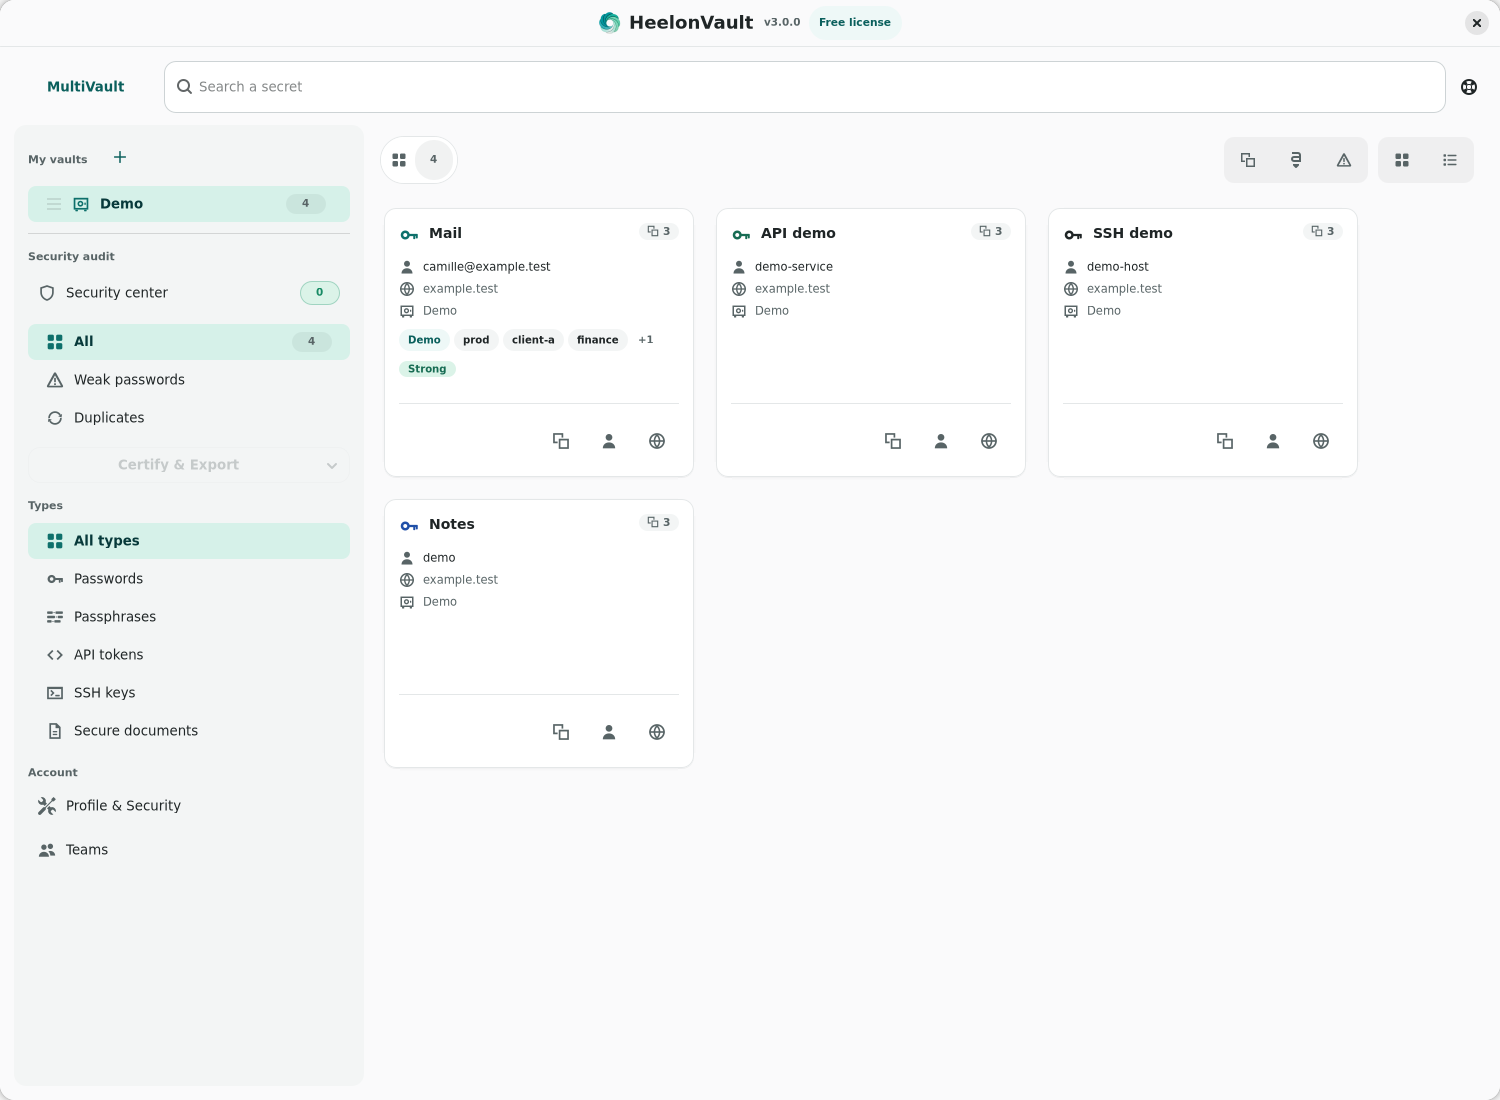 HeelonVault v3.0.0 Free license
MultiVault
Search a secret
My vaults
Demo 4
Security audit
Security center 0
All 4
Weak passwords
Duplicates
Certify & Export
Types
All types
Passwords
Passphrases
API tokens
SSH keys
Secure documents
Account
Profile & Security
Teams
4
Mail 3
camille@example.test
example.test
Demo
Demo prod client-a finance +1
Strong
API demo 3
demo-service
example.test
Demo
SSH demo 3
demo-host
example.test
Demo
Notes 3
demo
example.test
Demo